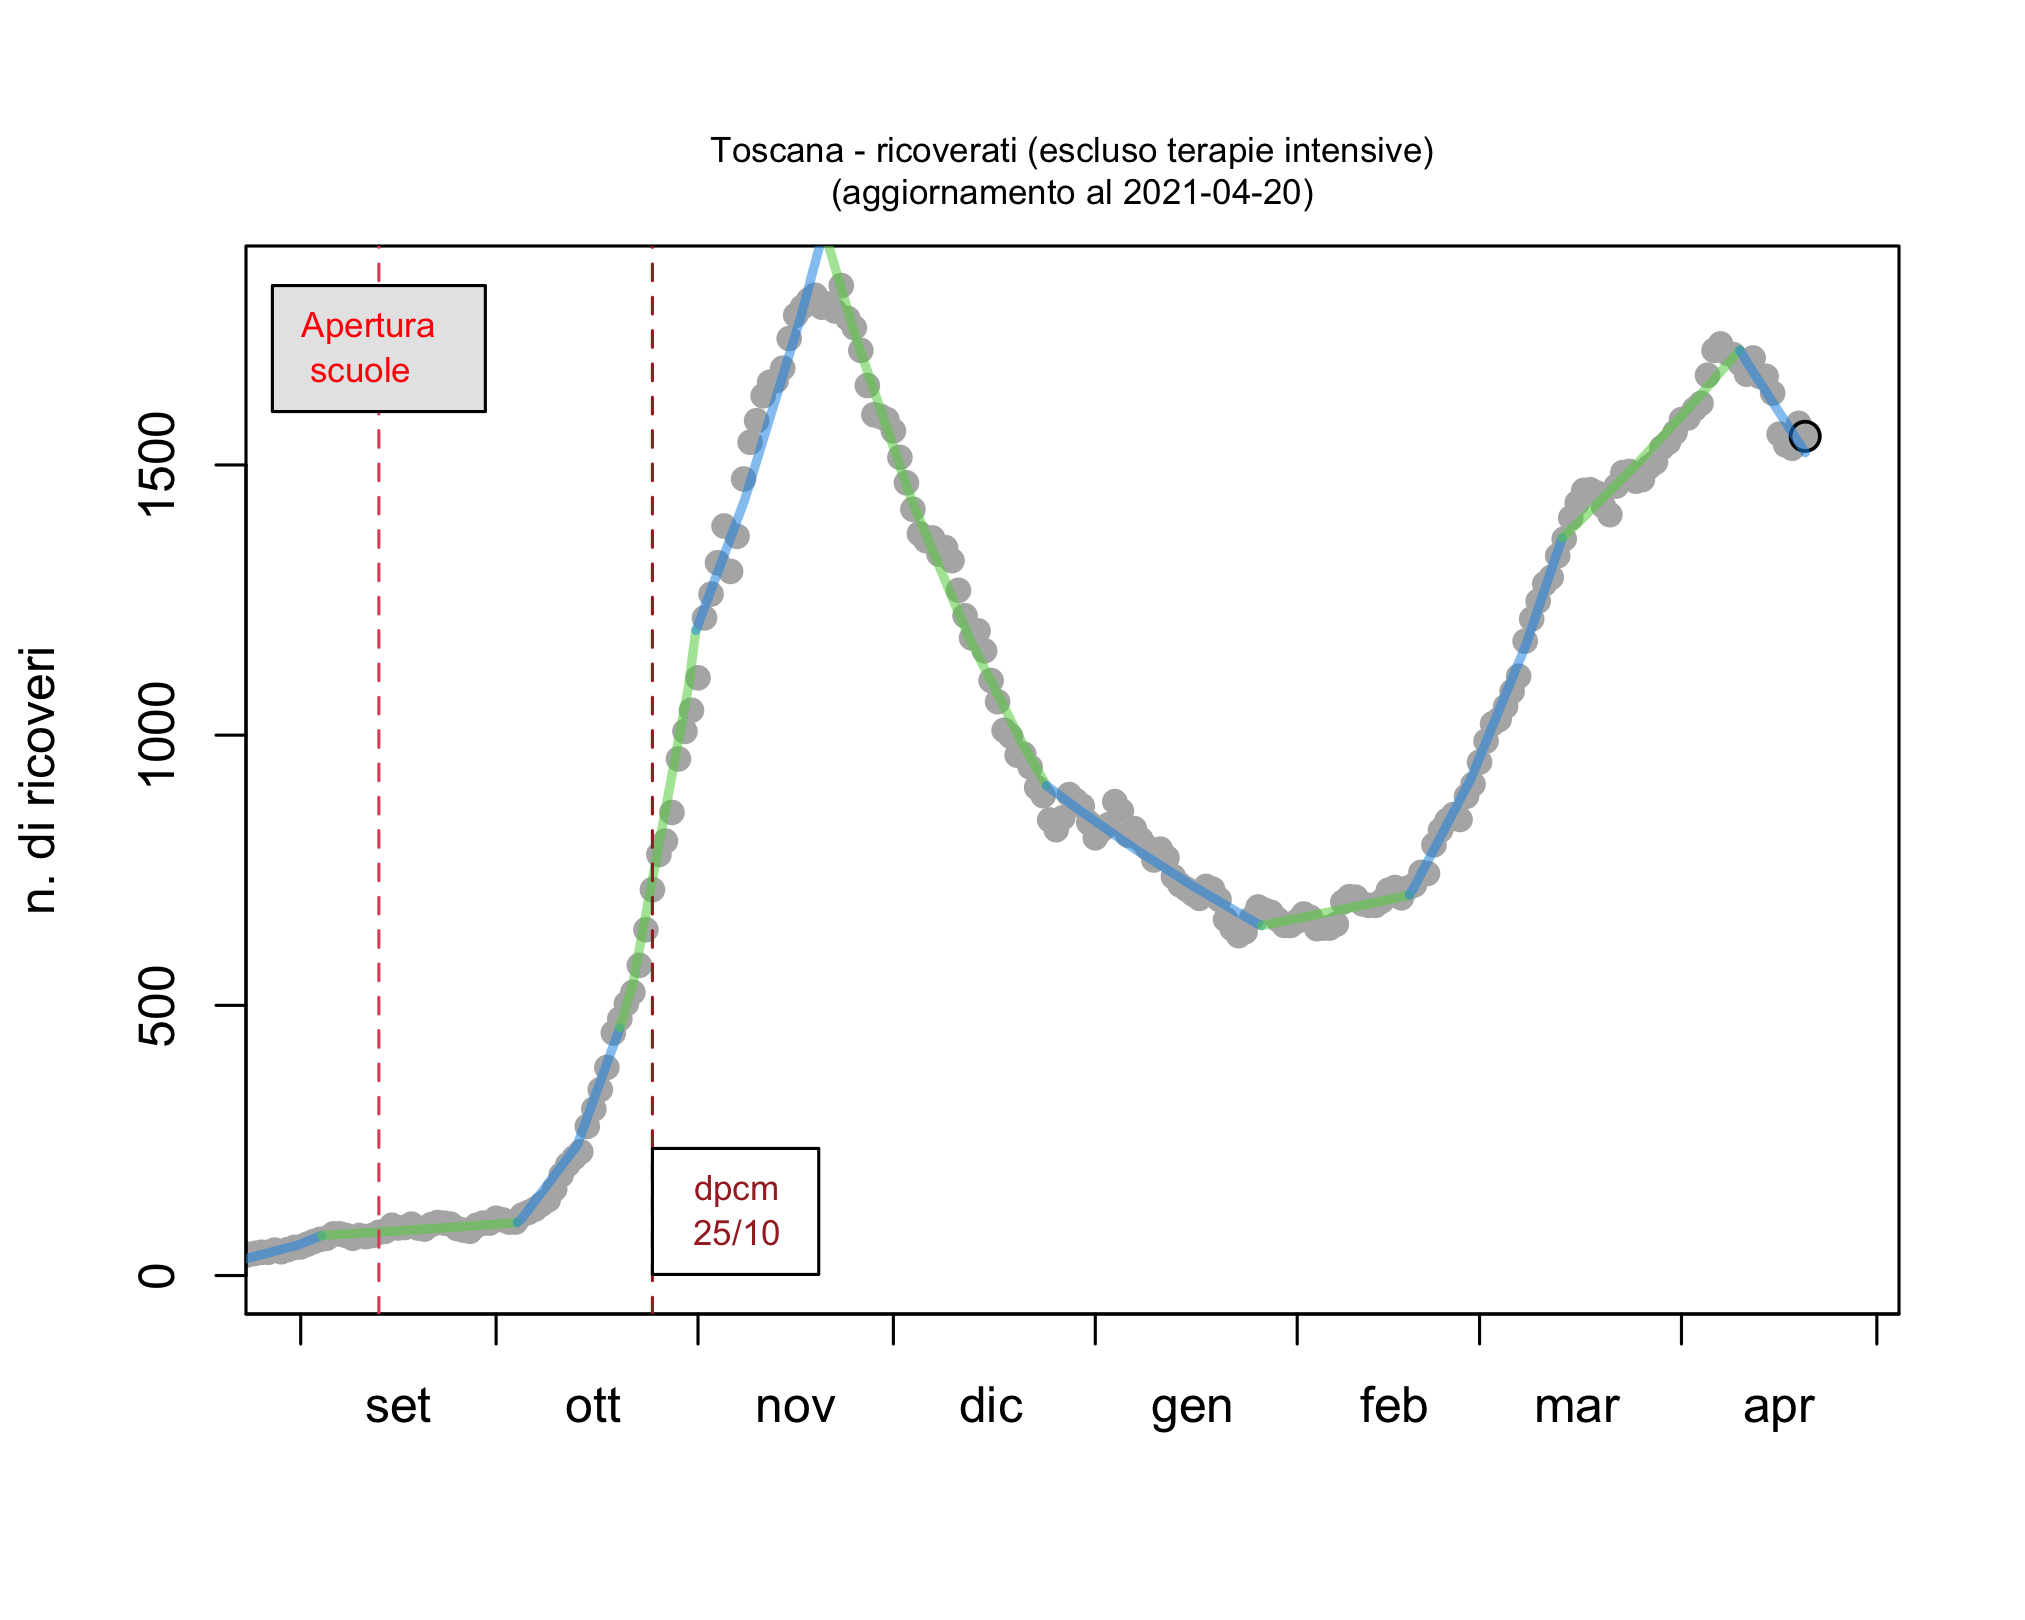 Toscana - ricoverati (escluso terapie intensive)
(aggiornamento al 2021-04-20)
Apertura
scuole
dpcm
25/10
n. di ricoveri
1500
1000
500
0
set ott nov dic gen feb mar apr